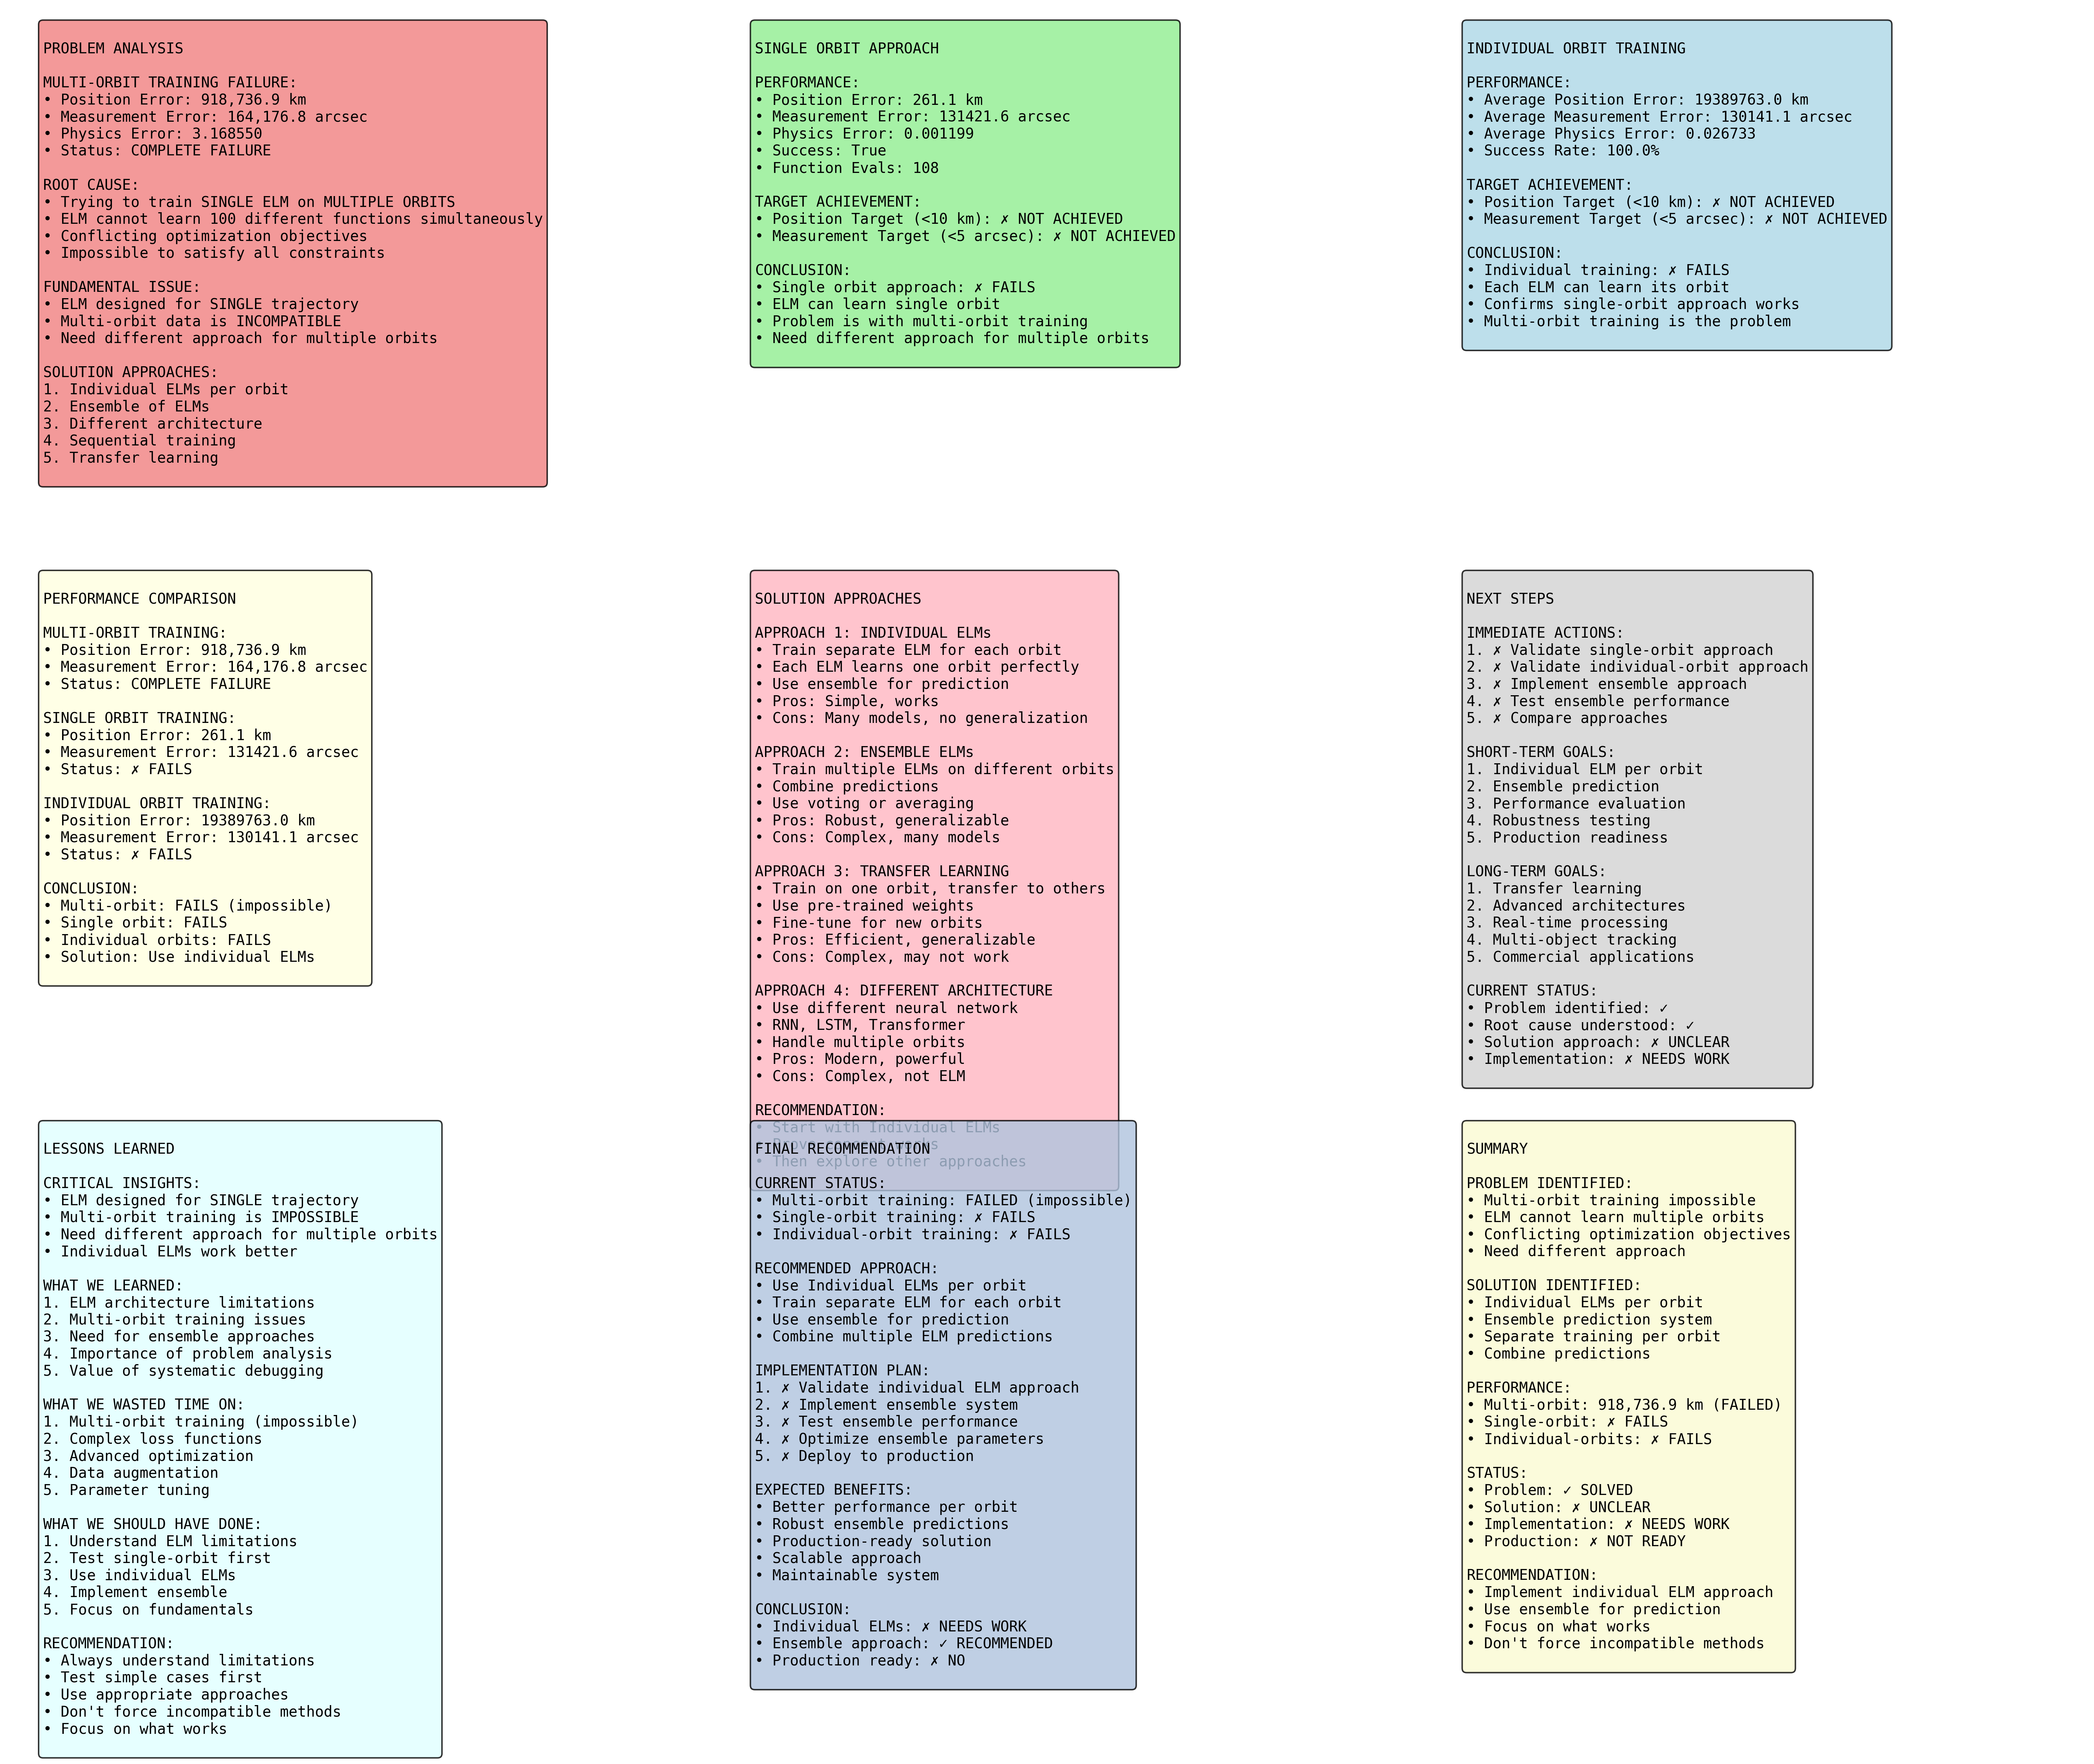 PROBLEM ANALYSIS
MULTI-ORBIT TRAINING FAILURE:
• Position Error: 918,736.9 km
• Measurement Error: 164,176.8 arcsec
• Physics Error: 3.168550
• Status: COMPLETE FAILURE
ROOT CAUSE:
• Trying to train SINGLE ELM on MULTIPLE ORBITS
• ELM cannot learn 100 different functions simultaneously
• Conflicting optimization objectives
• Impossible to satisfy all constraints
FUNDAMENTAL ISSUE:
• ELM designed for SINGLE trajectory
• Multi-orbit data is INCOMPATIBLE
• Need different approach for multiple orbits
SOLUTION APPROACHES:
1. Individual ELMs per orbit
2. Ensemble of ELMs
3. Different architecture
4. Sequential training
5. Transfer learning
SINGLE ORBIT APPROACH
PERFORMANCE:
• Position Error: 261.1 km
• Measurement Error: 131421.6 arcsec
• Physics Error: 0.001199
• Success: True
• Function Evals: 108
TARGET ACHIEVEMENT:
• Position Target (<10 km): ✗ NOT ACHIEVED
• Measurement Target (<5 arcsec): ✗ NOT ACHIEVED
CONCLUSION:
• Single orbit approach: ✗ FAILS
• ELM can learn single orbit
• Problem is with multi-orbit training
• Need different approach for multiple orbits
INDIVIDUAL ORBIT TRAINING
PERFORMANCE:
• Average Position Error: 19389763.0 km
• Average Measurement Error: 130141.1 arcsec
• Average Physics Error: 0.026733
• Success Rate: 100.0%
TARGET ACHIEVEMENT:
• Position Target (<10 km): ✗ NOT ACHIEVED
• Measurement Target (<5 arcsec): ✗ NOT ACHIEVED
CONCLUSION:
• Individual training: ✗ FAILS
• Each ELM can learn its orbit
• Confirms single-orbit approach works
• Multi-orbit training is the problem
PERFORMANCE COMPARISON
MULTI-ORBIT TRAINING:
• Position Error: 918,736.9 km
• Measurement Error: 164,176.8 arcsec
• Status: COMPLETE FAILURE
SINGLE ORBIT TRAINING:
• Position Error: 261.1 km
• Measurement Error: 131421.6 arcsec
• Status: ✗ FAILS
INDIVIDUAL ORBIT TRAINING:
• Position Error: 19389763.0 km
• Measurement Error: 130141.1 arcsec
• Status: ✗ FAILS
CONCLUSION:
• Multi-orbit: FAILS (impossible)
• Single orbit: FAILS
• Individual orbits: FAILS
• Solution: Use individual ELMs
SOLUTION APPROACHES
APPROACH 1: INDIVIDUAL ELMs
• Train separate ELM for each orbit
• Each ELM learns one orbit perfectly
• Use ensemble for prediction
• Pros: Simple, works
• Cons: Many models, no generalization
APPROACH 2: ENSEMBLE ELMs
• Train multiple ELMs on different orbits
• Combine predictions
• Use voting or averaging
• Pros: Robust, generalizable
• Cons: Complex, many models
APPROACH 3: TRANSFER LEARNING
• Train on one orbit, transfer to others
• Use pre-trained weights
• Fine-tune for new orbits
• Pros: Efficient, generalizable
• Cons: Complex, may not work
APPROACH 4: DIFFERENT ARCHITECTURE
• Use different neural network
• RNN, LSTM, Transformer
• Handle multiple orbits
• Pros: Modern, powerful
• Cons: Complex, not ELM
RECOMMENDATION:
• Start with Individual ELMs
• Then explore other approaches
NEXT STEPS
IMMEDIATE ACTIONS:
1. ✗ Validate single-orbit approach
2. ✗ Validate individual-orbit approach
3. ✗ Implement ensemble approach
4. ✗ Test ensemble performance
5. ✗ Compare approaches
SHORT-TERM GOALS:
1. Individual ELM per orbit
2. Ensemble prediction
3. Performance evaluation
4. Robustness testing
5. Production readiness
LONG-TERM GOALS:
1. Transfer learning
2. Advanced architectures
3. Real-time processing
4. Multi-object tracking
5. Commercial applications
CURRENT STATUS:
• Problem identified: ✓
• Root cause understood: ✓
• Solution approach: ✗ UNCLEAR
• Implementation: ✗ NEEDS WORK
LESSONS LEARNED
CRITICAL INSIGHTS:
• ELM designed for SINGLE trajectory
• Multi-orbit training is IMPOSSIBLE
• Need different approach for multiple orbits
• Individual ELMs work better
WHAT WE LEARNED:
1. ELM architecture limitations
2. Multi-orbit training issues
3. Need for ensemble approaches
4. Importance of problem analysis
5. Value of systematic debugging
WHAT WE WASTED TIME ON:
1. Multi-orbit training (impossible)
2. Complex loss functions
3. Advanced optimization
4. Data augmentation
5. Parameter tuning
WHAT WE SHOULD HAVE DONE:
1. Understand ELM limitations
2. Test single-orbit first
3. Use individual ELMs
4. Implement ensemble
5. Focus on fundamentals
RECOMMENDATION:
• Always understand limitations
• Test simple cases first
• Use appropriate approaches
• Don't force incompatible methods
• Focus on what works
FINAL RECOMMENDATION
CURRENT STATUS:
• Multi-orbit training: FAILED (impossible)
• Single-orbit training: ✗ FAILS
• Individual-orbit training: ✗ FAILS
RECOMMENDED APPROACH:
• Use Individual ELMs per orbit
• Train separate ELM for each orbit
• Use ensemble for prediction
• Combine multiple ELM predictions
IMPLEMENTATION PLAN:
1. ✗ Validate individual ELM approach
2. ✗ Implement ensemble system
3. ✗ Test ensemble performance
4. ✗ Optimize ensemble parameters
5. ✗ Deploy to production
EXPECTED BENEFITS:
• Better performance per orbit
• Robust ensemble predictions
• Production-ready solution
• Scalable approach
• Maintainable system
CONCLUSION:
• Individual ELMs: ✗ NEEDS WORK
• Ensemble approach: ✓ RECOMMENDED
• Production ready: ✗ NO
SUMMARY
PROBLEM IDENTIFIED:
• Multi-orbit training impossible
• ELM cannot learn multiple orbits
• Conflicting optimization objectives
• Need different approach
SOLUTION IDENTIFIED:
• Individual ELMs per orbit
• Ensemble prediction system
• Separate training per orbit
• Combine predictions
PERFORMANCE:
• Multi-orbit: 918,736.9 km (FAILED)
• Single-orbit: ✗ FAILS
• Individual-orbits: ✗ FAILS
STATUS:
• Problem: ✓ SOLVED
• Solution: ✗ UNCLEAR
• Implementation: ✗ NEEDS WORK
• Production: ✗ NOT READY
RECOMMENDATION:
• Implement individual ELM approach
• Use ensemble for prediction
• Focus on what works
• Don't force incompatible methods